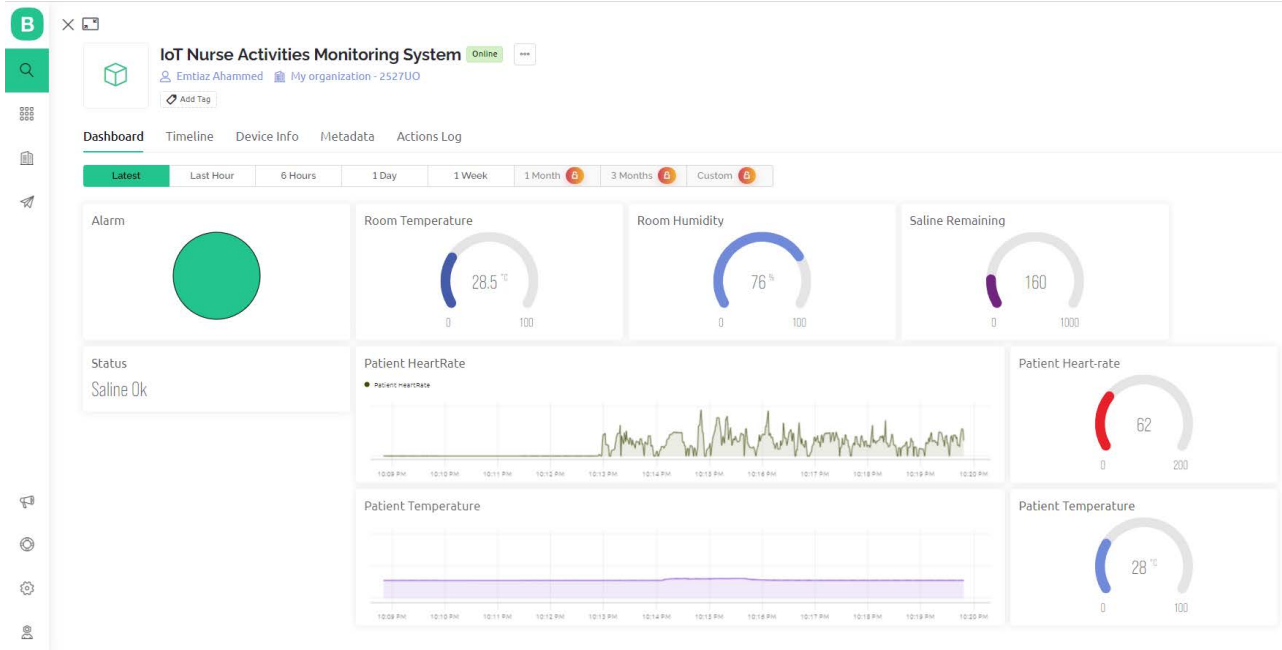 B
IoT Nurse Activities Monitoring System Online
Emtiaz Ahammed My organization - 2527UO
Add Tag
Dashboard Timeline Device Info Metadata Actions Log
Latest Last Hour 6 Hours 1 Day 1 Week 1 Month 3 Months Custom
Alarm
Room Temperature
28.5 °C
0 100
Room Humidity
76 %
0 100
Saline Remaining
160
0 1000
Status
Saline Ok
Patient HeartRate
Patient HeartRate
10:09 PM 10:10 PM 10:11 PM 10:12 PM 10:13 PM 10:14 PM 10:15 PM 10:16 PM 10:17 PM 10:18 PM 10:19 PM 10:20 PM
Patient Heart-rate
62
0 200
Patient Temperature
10:09 PM 10:10 PM 10:11 PM 10:12 PM 10:13 PM 10:14 PM 10:15 PM 10:16 PM 10:17 PM 10:18 PM 10:19 PM 10:20 PM
Patient Temperature
28 °C
0 100